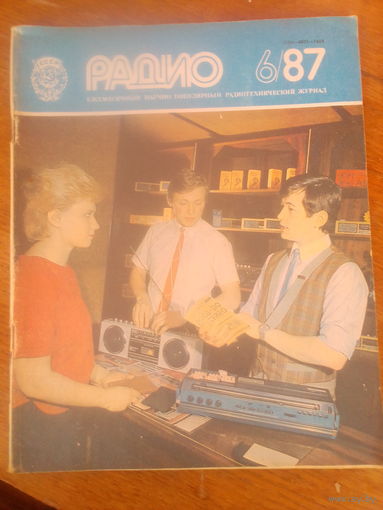 РАДИО
6/87
ЕЖЕМЕСЯЧНЫЙ НАУЧНО-ПОПУЛЯРНЫЙ РАДИОТЕХНИЧЕСКИЙ ЖУРНАЛ